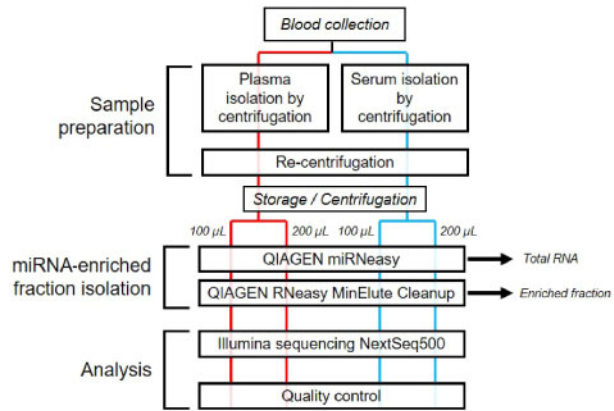 Blood collection
Sample
preparation
Plasma
isolation by
centrifugation
Serum isolation
by
centrifugation
Re-centrifugation
Storage / Centrifugation
100 µL
200 µL
100 µL
200 µL
miRNA-enriched
fraction isolation
QIAGEN miRNeasy
Total RNA
QIAGEN RNeasy MinElute Cleanup
Enriched fraction
Analysis
Illumina sequencing NextSeq500
Quality control